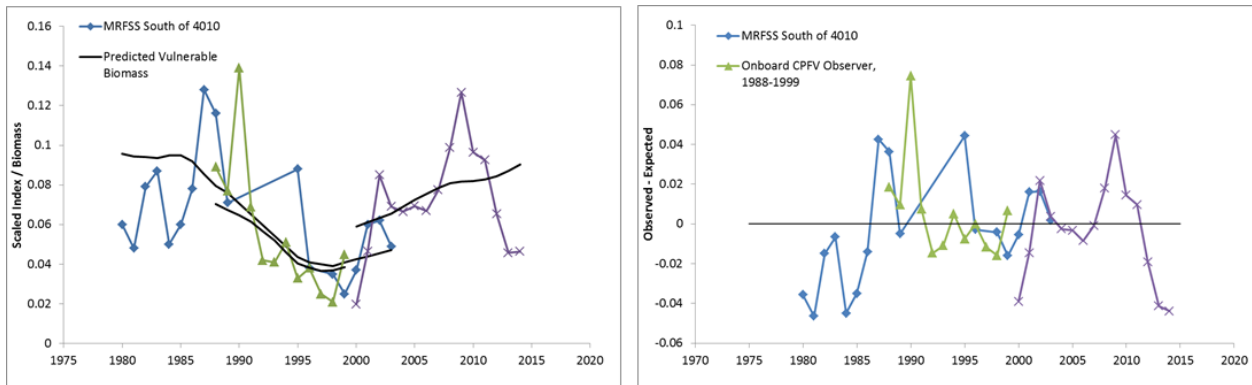 0.16
0.14
0.12
0.1
0.08
0.06
0.04
0.02
0
Scaled Index / Biomass
MRFSS South of 4010
Predicted Vulnerable
Biomass
1975 1980 1985 1990 1995 2000 2005 2010 2015 2020
0.1
0.08
0.06
0.04
0.02
0
-0.02
-0.04
-0.06
Observed - Expected
MRFSS South of 4010
Onboard CPFV Observer,
1988-1999
1970 1975 1980 1985 1990 1995 2000 2005 2010 2015 2020